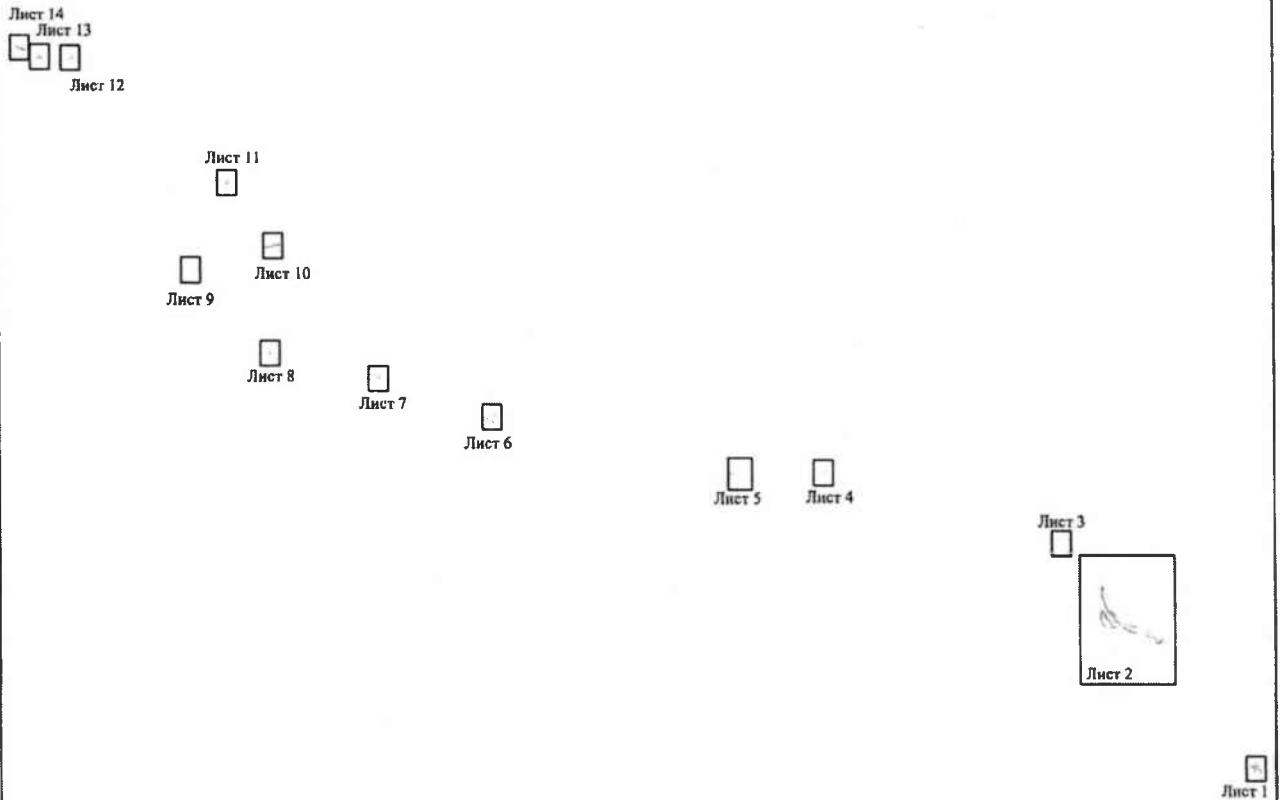 Лист 14
Лист 13
Лист 12
Лист 11
Лист 10
Лист 9
Лист 8
Лист 7
Лист 6
Лист 5
Лист 4
Лист 3
Лист 2
Лист 1